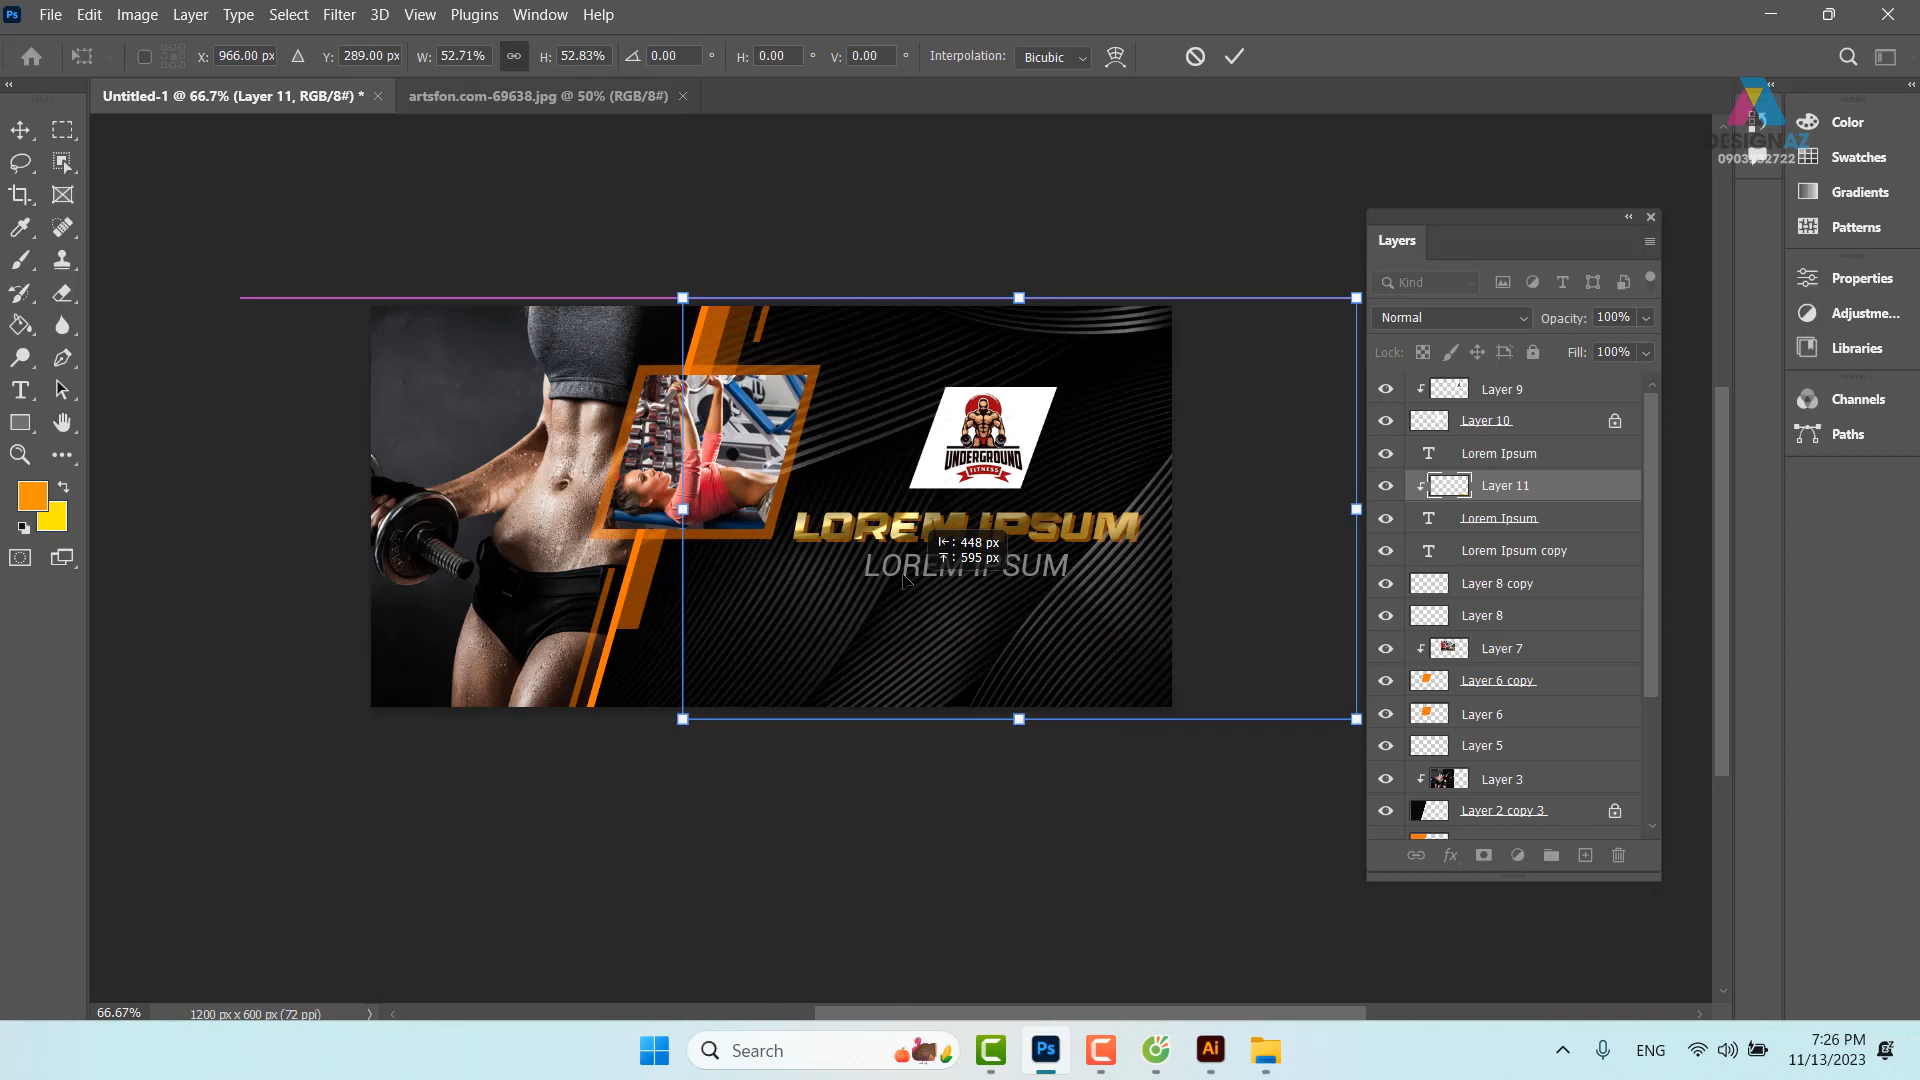 File Edit Image Layer Type Select Filter 3D View Plugins Window Help
X: 966.00 px Y: 289.00 px W: 52.71% H: 52.83% 0.00 ° H: 0.00 ° V: 0.00 ° Interpolation: Bicubic
Untitled-1 @ 66.7% (Layer 11, RGB/8#) * artsfon.com-69638.jpg @ 50% (RGB/8#)
Color
DESIGNAZ
Swatches
Gradients
Patterns
Properties
Adjustme...
Libraries
Channels
Paths
Layers
Kind
Normal Opacity: 100%
Lock: Fill: 100%
Layer 9
Layer 10
Lorem Ipsum
Layer 11
Lorem Ipsum
Lorem Ipsum copy
Layer 8 copy
Layer 8
Layer 7
Layer 6 copy
Layer 6
Layer 5
Layer 3
Layer 2 copy 3
fx
UNDERGROUND
FITNESS
LOREM IPSUM
: 448 px
: 595 px
LOREM IPSUM
66.67% 1200 px x 600 px (72 ppi)
Search
Ps
Ai
ENG
7:26 PM
11/13/2023